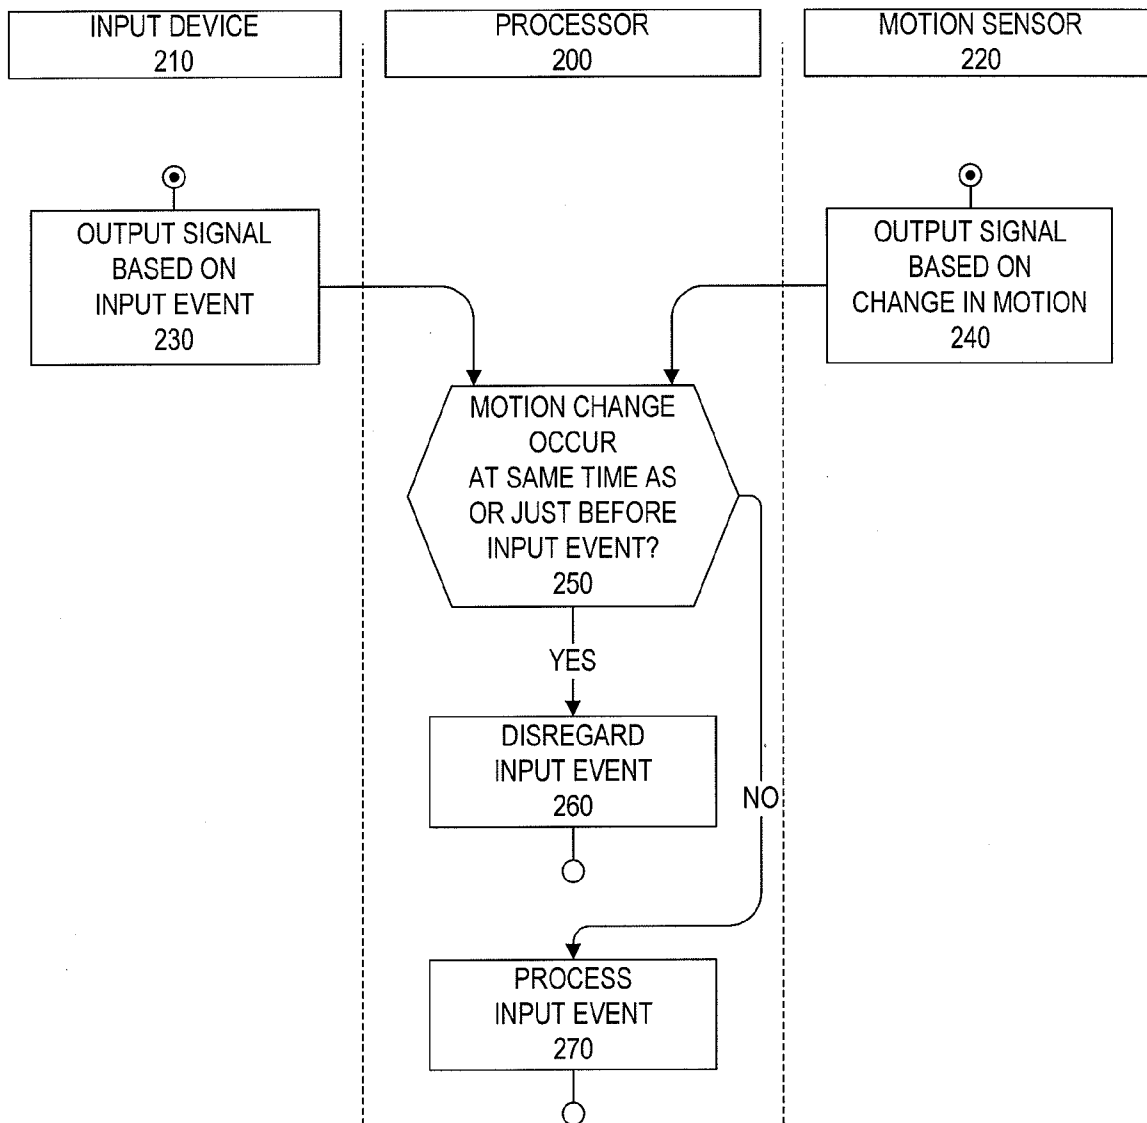 INPUT DEVICE
210
PROCESSOR
200
MOTION SENSOR
220
OUTPUT SIGNAL
BASED ON
INPUT EVENT
230
OUTPUT SIGNAL
BASED ON
CHANGE IN MOTION
240
MOTION CHANGE
OCCUR
AT SAME TIME AS
OR JUST BEFORE
INPUT EVENT?
250
YES
DISREGARD
INPUT EVENT
260
NO
PROCESS
INPUT EVENT
270